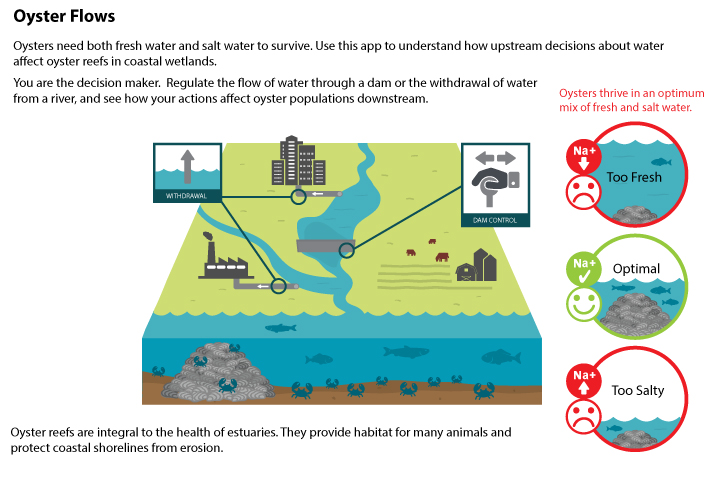 Oyster Flows
Oysters need both fresh water and salt water to survive. Use this app to understand how upstream decisions about water
affect oyster reefs in coastal wetlands.
You are the decision maker.  Regulate the flow of water through a dam or the withdrawal of water
from a river, and see how your actions affect oyster populations downstream.
Oysters thrive in an optimum
mix of fresh and salt water.
WITHDRAWAL
DAM CONTROL
Na+
Too Fresh
Na+
Optimal
Na+
Too Salty
Oyster reefs are integral to the health of estuaries. They provide habitat for many animals and
protect coastal shorelines from erosion.